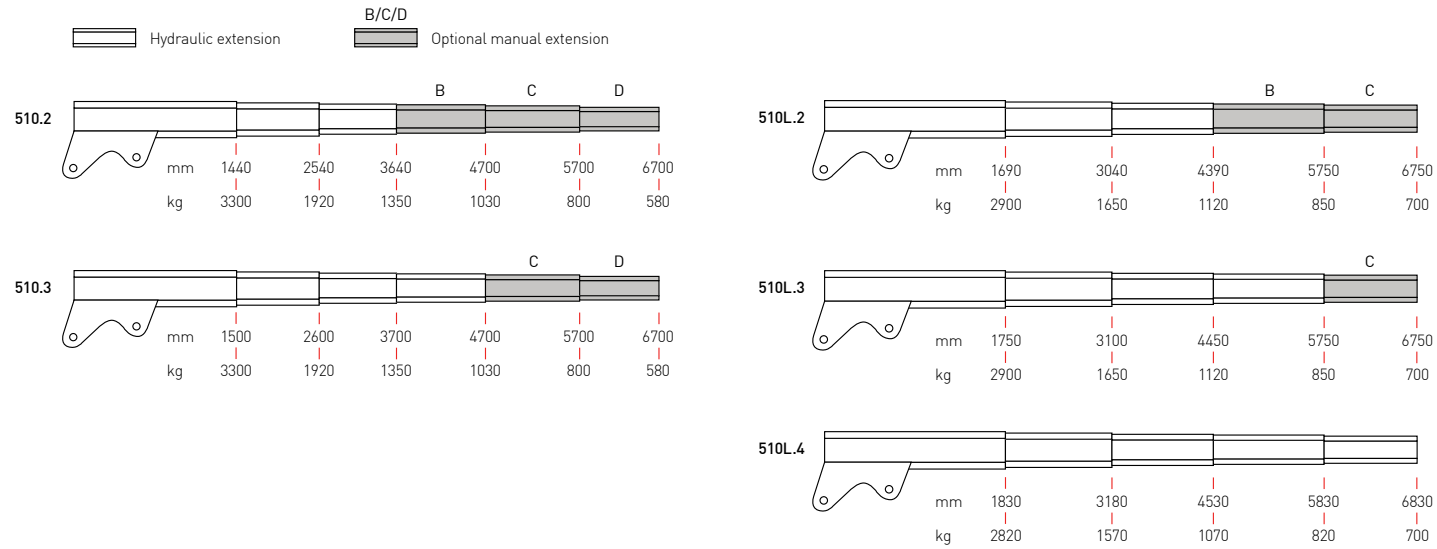 B/C/D
Hydraulic extension
Optional manual extension
510.2
B C D
mm 1440 2540 3640 4700 5700 6700
kg 3300 1920 1350 1030 800 580
510.3
C D
mm 1500 2600 3700 4700 5700 6700
kg 3300 1920 1350 1030 800 580
510L.2
B C
mm 1690 3040 4390 5750 6750
kg 2900 1650 1120 850 700
510L.3
C
mm 1750 3100 4450 5750 6750
kg 2900 1650 1120 850 700
510L.4
mm 1830 3180 4530 5830 6830
kg 2820 1570 1070 820 700